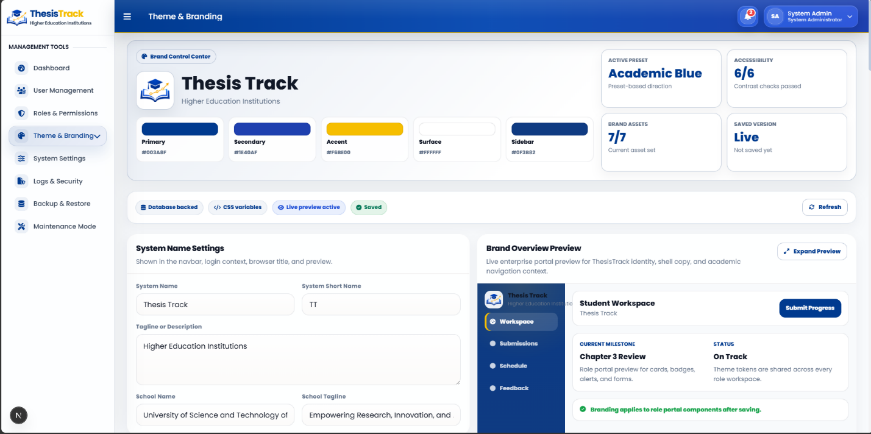 ThesisTrack
Higher Education Institutions
MANAGEMENT TOOLS
Dashboard
User Management
Roles & Permissions
Theme & Branding
System Settings
Logs & Security
Backup & Restore
Maintenance Mode
N
Theme & Branding
SA
System Admin
System Administrator
Brand Control Center
Thesis Track
Higher Education Institutions
Primary
#003A8F
Secondary
#1E40AF
Accent
Surface
#FFFFFF
Sidebar
ACTIVE PRESET
Academic Blue
Preset-based direction
ACCESSIBILITY
6/6
Contrast checks passed
BRAND ASSETS
7/7
Current asset set
SAVED VERSION
Live
Not saved yet
Database backed
</> CSS variables
Live preview active
Saved
Refresh
System Name Settings
Shown in the navbar, login context, browser title, and preview.
System Name
Thesis Track
System Short Name
TT
Tagline or Description
Higher Education Institutions
School Name
University of Science and Technology of
School Tagline
Empowering Research, Innovation, and
Brand Overview Preview
Live enterprise portal preview for ThesisTrack identity, shell copy, and academic
navigation context.
Expand Preview
Thesis Track
Higher Education Institutions
Workspace
Submissions
Schedule
Feedback
Student Workspace
Thesis Track
Submit Progress
CURRENT MILESTONE
Chapter 3 Review
Role portal preview for cards, badges,
alerts, and forms.
STATUS
On Track
Theme tokens are shared across every
role workspace.
Branding applies to role portal components after saving.